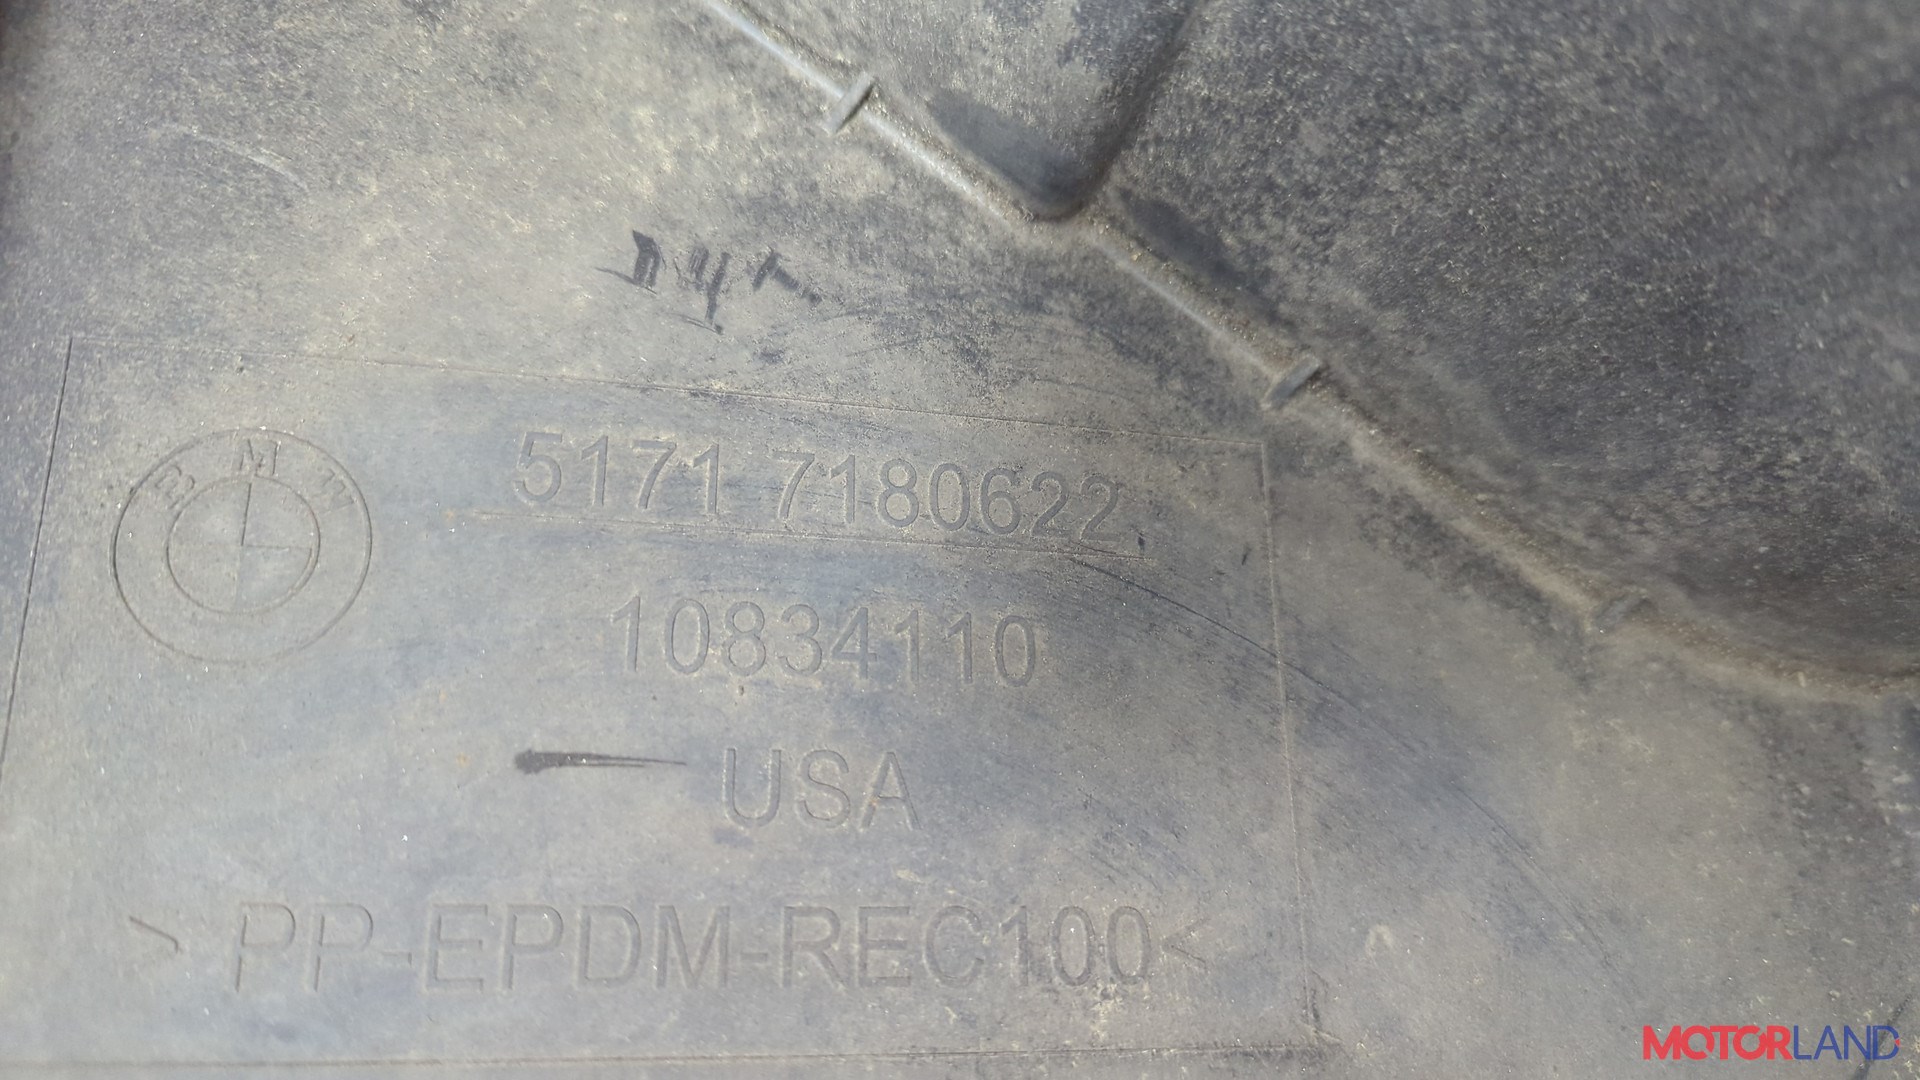 BMW
5171 7180622
10834110
USA
> PP-EPDM-REC100 <
MOTORLAND